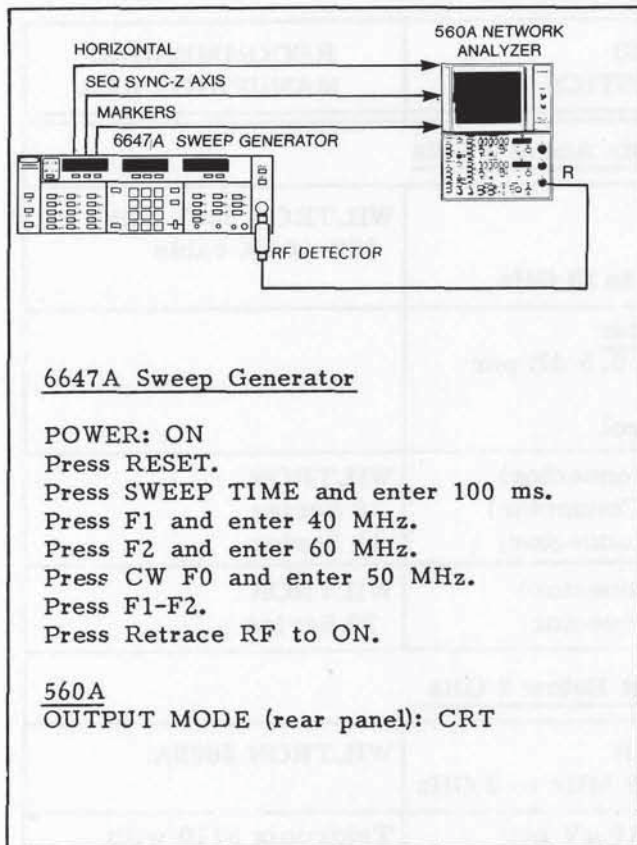 HORIZONTAL
SEQ SYNC-Z AXIS
MARKERS
6647A SWEEP GENERATOR
560A NETWORK
ANALYZER
R
RF DETECTOR
6647A Sweep Generator
POWER: ON
Press RESET.
Press SWEEP TIME and enter 100 ms.
Press F1 and enter 40 MHz.
Press F2 and enter 60 MHz.
Press CW F0 and enter 50 MHz.
Press F1-F2.
Press Retrace RF to ON.
560A
OUTPUT MODE (rear panel): CRT